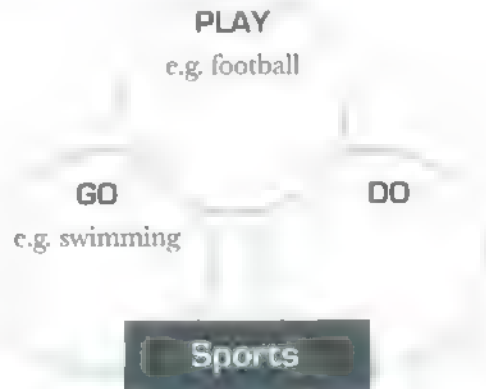 PLAY
e.g. football
GO
DO
e.g. swimming
Sports